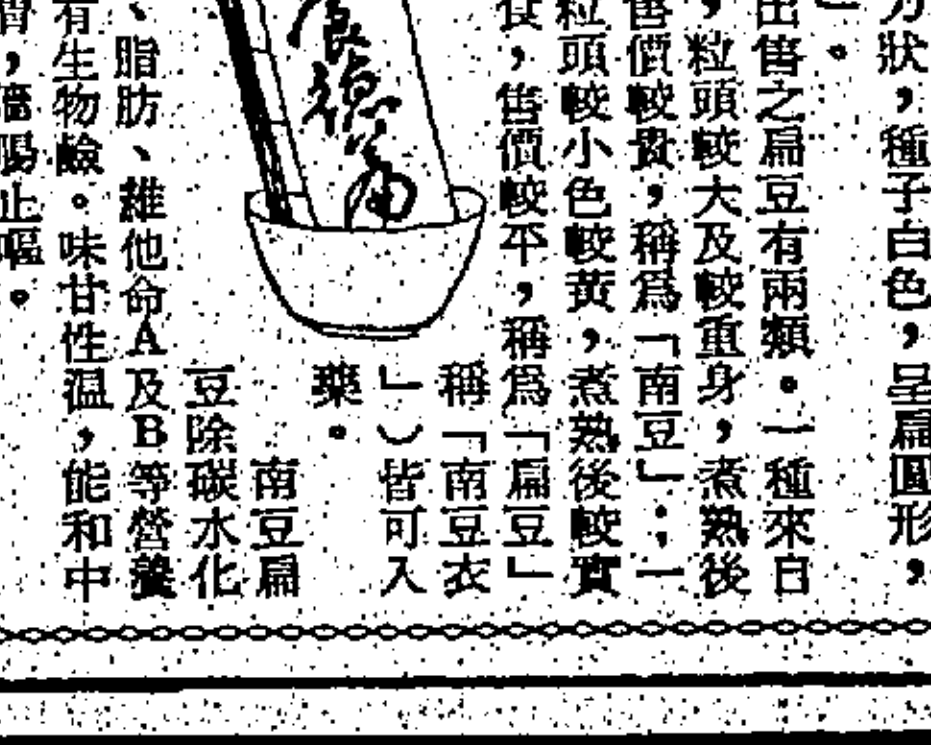 狀，種子白色，呈扁圓形，
」。
出售之扁豆有兩類。一種來自
，粒頭較大及較重身，煮熟後
售價較貴，稱爲「南豆」；一
粒頭較小色較黃，煮熟後較實
食，售價較平，稱爲「扁豆」
稱「南豆衣
」）皆可入
藥。
南豆扁
豆除碳水化
、脂肪、維他命A及B等營養
有生物鹼。味甘性温，能和中
止嘔。